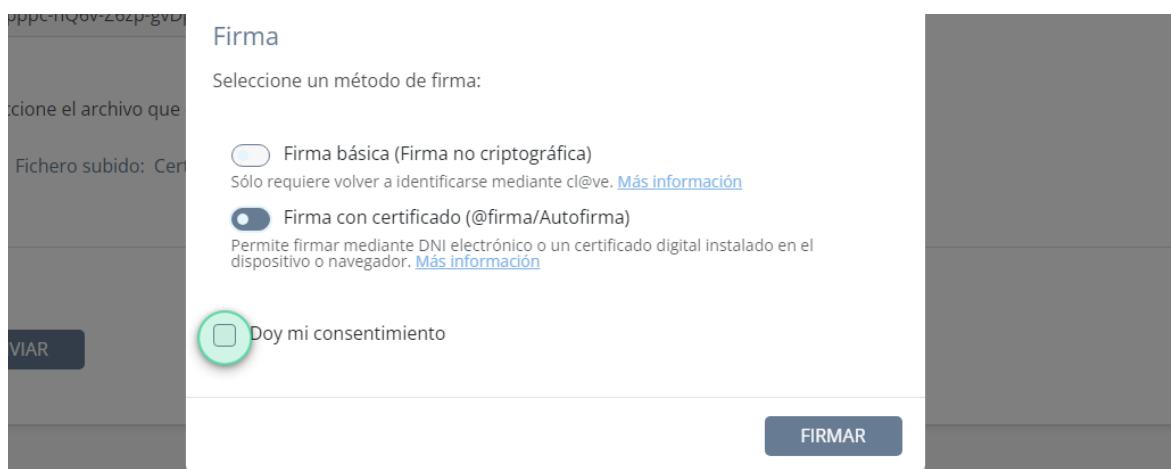 Firma
Seleccione un método de firma:
ccione el archivo que
Firma básica (Firma no criptográfica)
Fichero subido: Cert
Sólo requiere volver a identificarse mediante cl@ve. Más información
Firma con certificado (@firma/Autofirma)
Permite firmar mediante DNI electrónico o un certificado digital instalado en el
dispositivo o navegador. Más información
Doy mi consentimiento
VIAR
FIRMAR